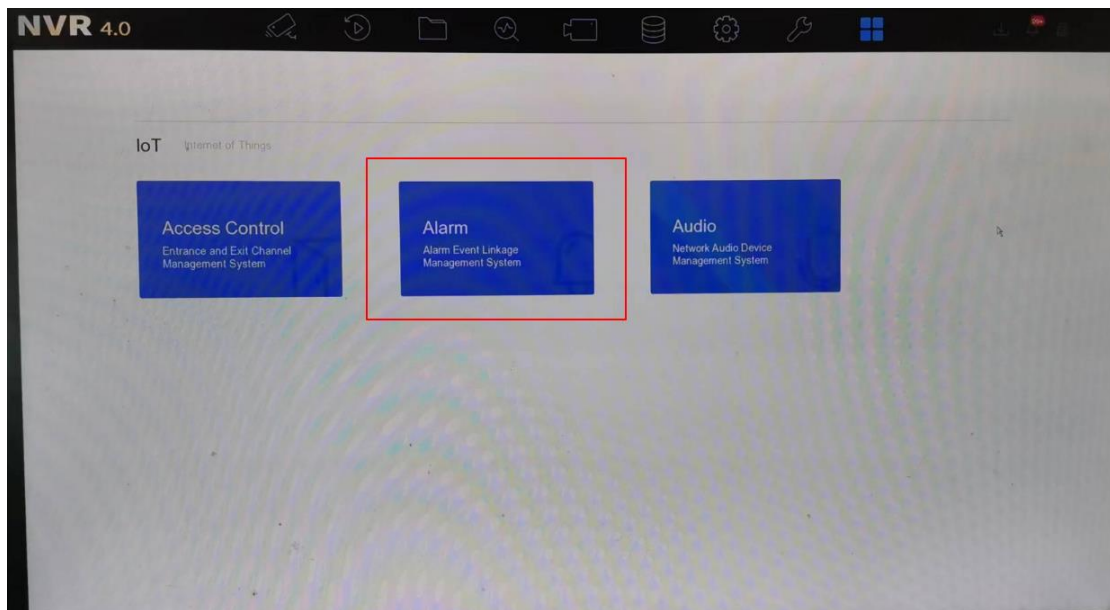 NVR 4.0
IoT Internet of Things
Access Control
Entrance and Exit Channel
Management System
Alarm
Alarm Event Linkage
Management System
Audio
Network Audio Device
Management System